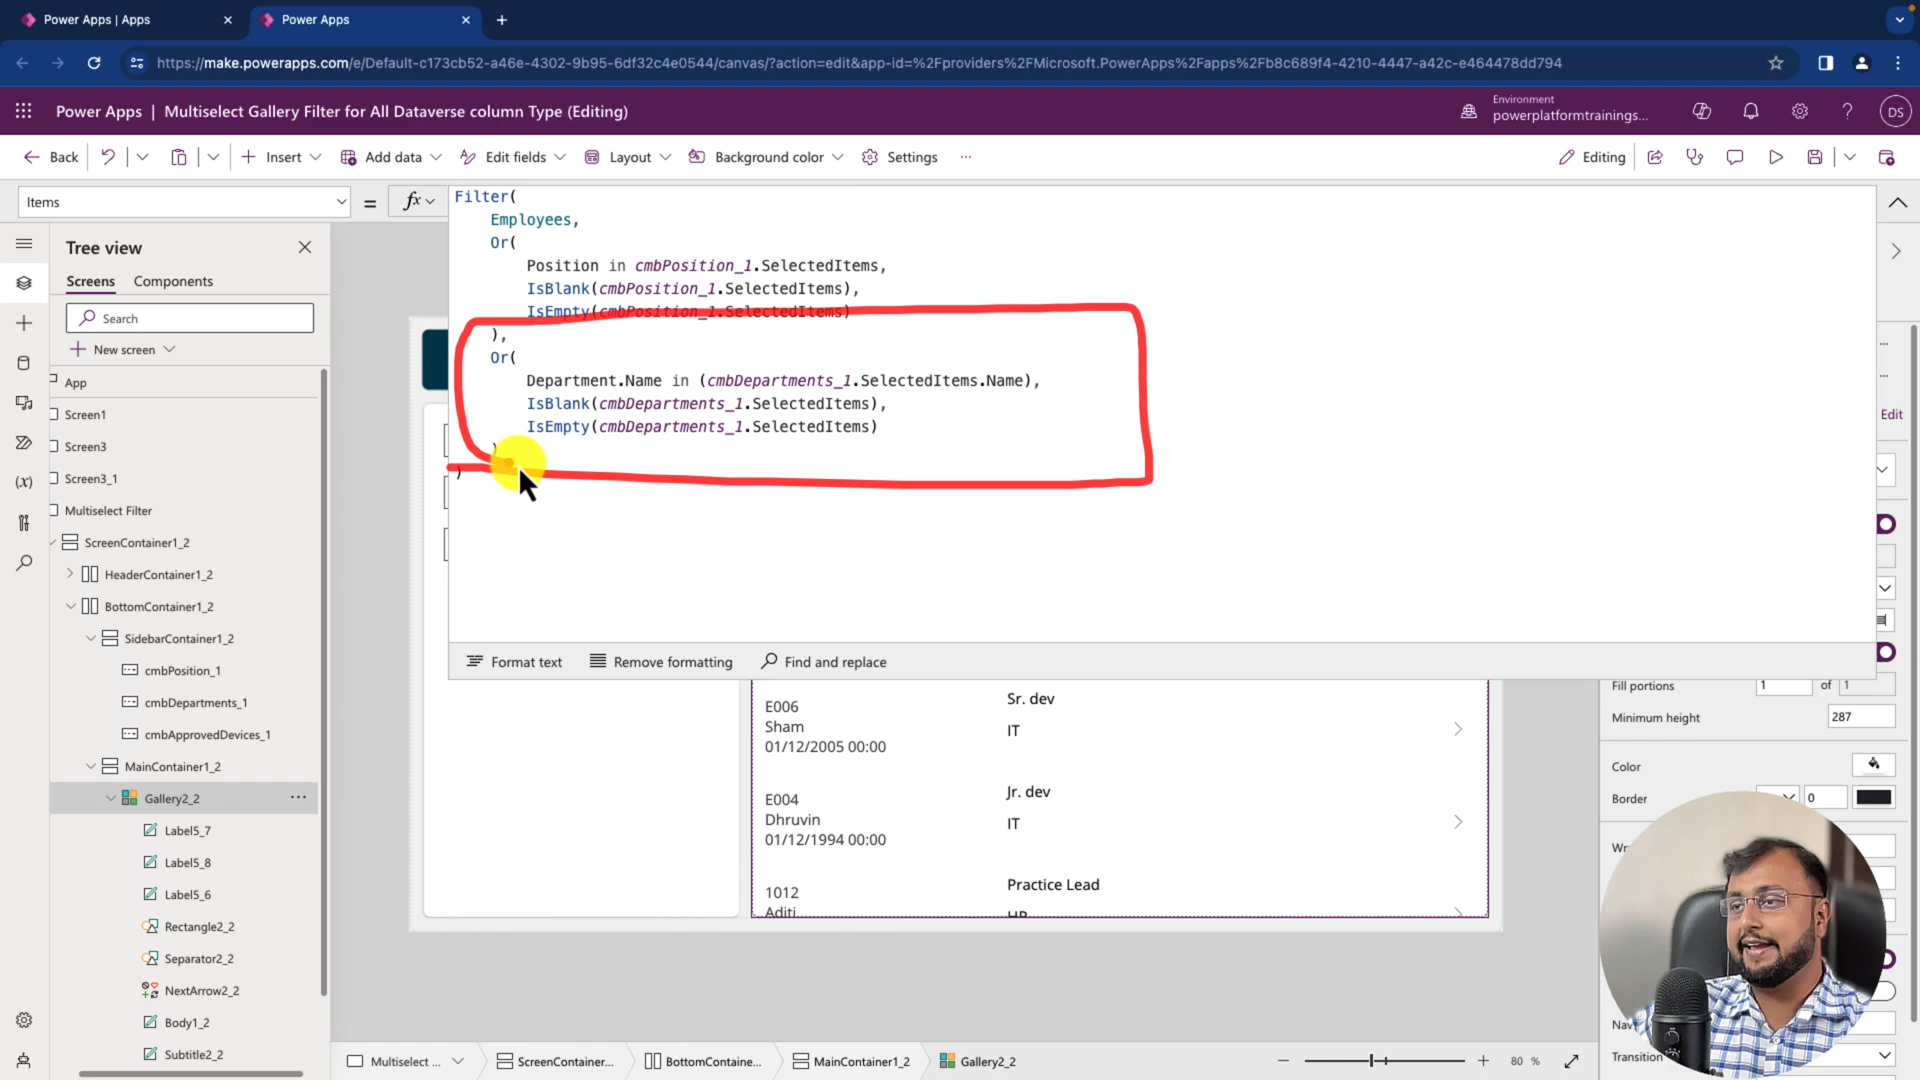 Power Apps | Apps
Power Apps
https://make.powerapps.com/e/Default-c173cb52-a46e-4302-9b95-6df32c4e0544/canvas/?action=edit&app-id=%2Fproviders%2FMicrosoft.PowerApps%2Fapps%2Fb8c689f4-4210-4447-a42c-e464478dd794
Power Apps | Multiselect Gallery Filter for All Dataverse column Type (Editing)
Environment
powerplatformtrainings...
DS
Back
Insert
Add data
Edit fields
Layout
Background color
Settings
Editing
Items
=
fx
Filter(
Employees,
Or(
Position in cmbPosition_1.SelectedItems,
IsBlank(cmbPosition_1.SelectedItems),
IsEmpty(cmbPosition_1.SelectedItems)
),
Or(
Department.Name in (cmbDepartments_1.SelectedItems.Name),
IsBlank(cmbDepartments_1.SelectedItems),
IsEmpty(cmbDepartments_1.SelectedItems)
)
)
Format text
Remove formatting
Find and replace
Tree view
Screens
Components
Search
New screen
App
Screen1
Screen3
Screen3_1
Multiselect Filter
ScreenContainer1_2
HeaderContainer1_2
BottomContainer1_2
SidebarContainer1_2
cmbPosition_1
cmbDepartments_1
cmbApprovedDevices_1
MainContainer1_2
Gallery2_2
Label5_7
Label5_8
Label5_6
Rectangle2_2
Separator2_2
NextArrow2_2
Body1_2
Subtitle2_2
E006
Sham
01/12/2005 00:00
Sr. dev
IT
E004
Dhruvin
01/12/1994 00:00
Jr. dev
IT
1012
Aditi
Practice Lead
HR
Edit
Fill portions
1
of
1
Minimum height
287
Color
Border
0
Transition
Multiselect ...
ScreenContainer...
BottomContaine...
MainContainer1_2
Gallery2_2
80 %